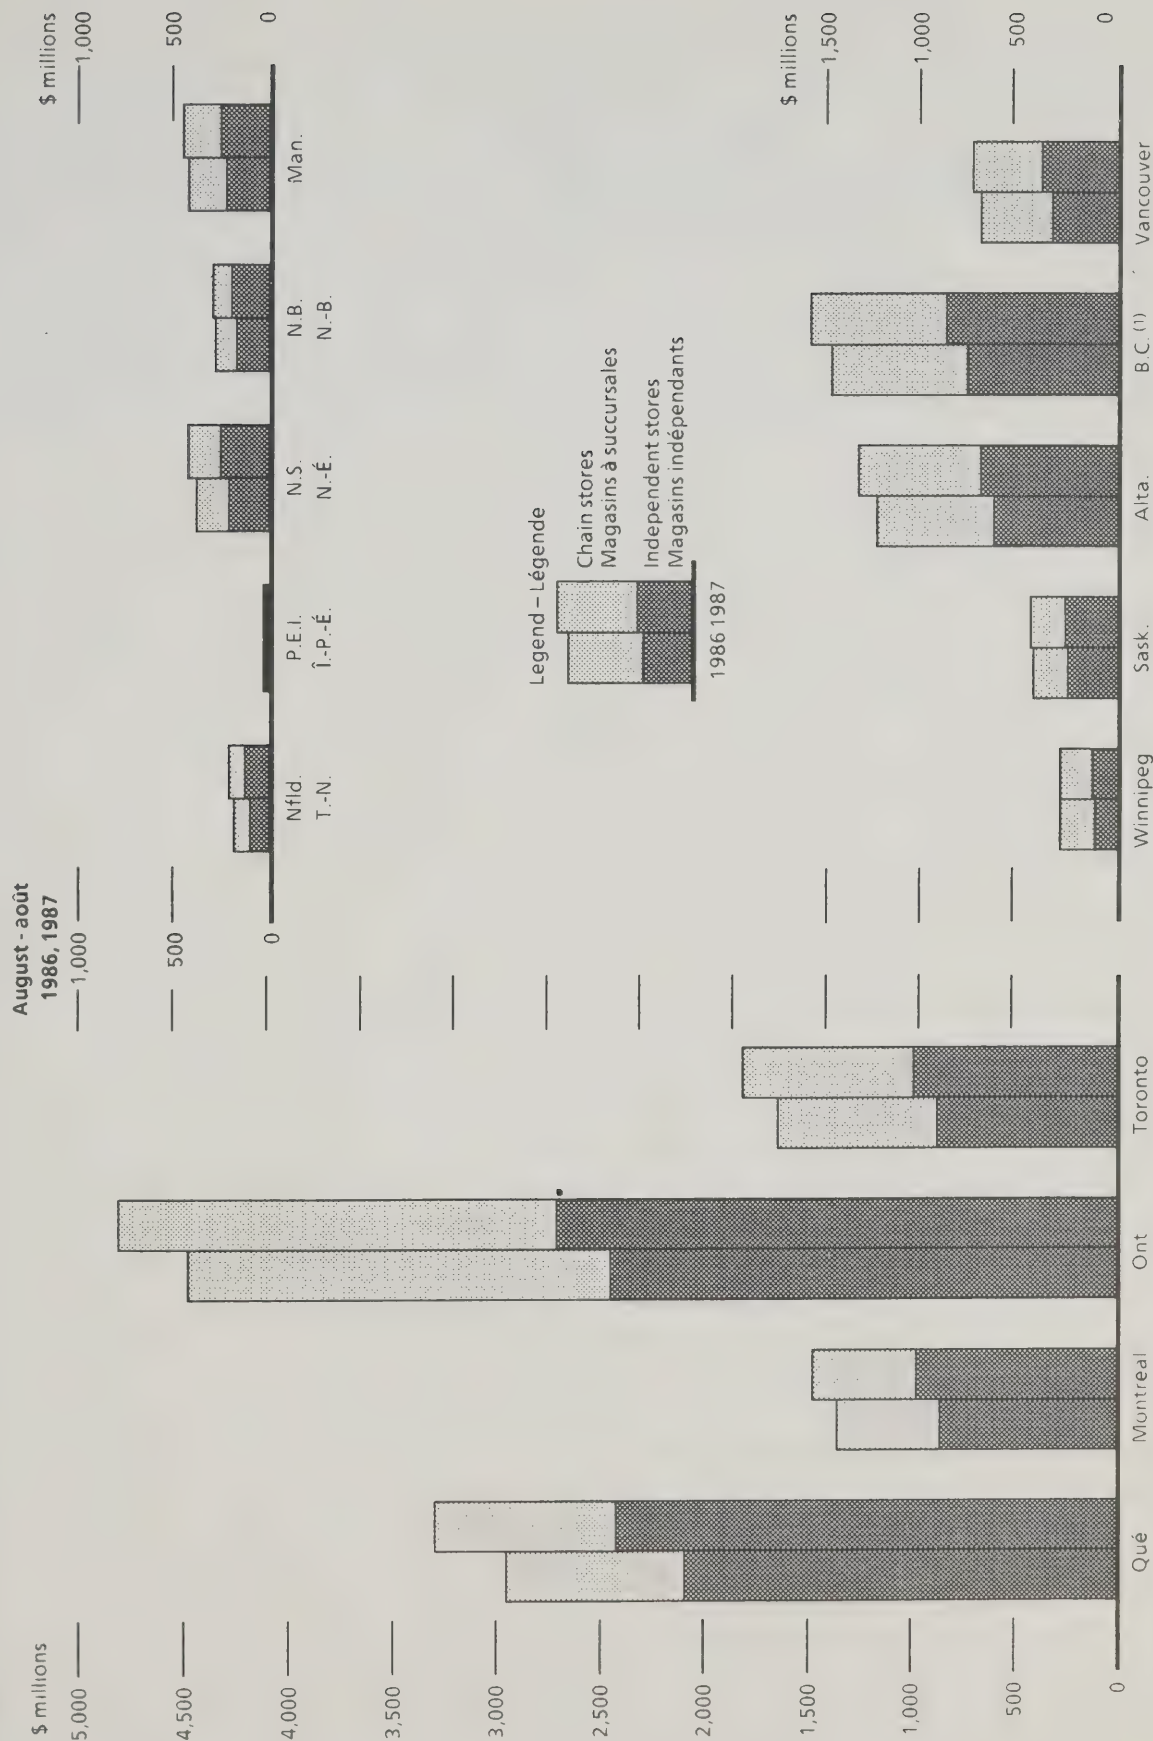 August - août
1986, 1987
$ millions
5,000
4,500
4,000
3,500
3,000
2,500
2,000
1,500
1,000
500
0
Qué
Montreal
Ont
Toronto
1,000
500
0
Nfld.
T.-N.
P.E.I.
Î.-P.-É.
N.S.
N.-É.
N.B.
N.-B.
Man.
$ millions
1,000
500
0
Legend – Légende
Chain stores
Magasins à succursales
Independent stores
Magasins indépendants
1986 1987
Winnipeg
Sask.
Alta.
B.C. (1)
Vancouver
$ millions
1,500
1,000
500
0